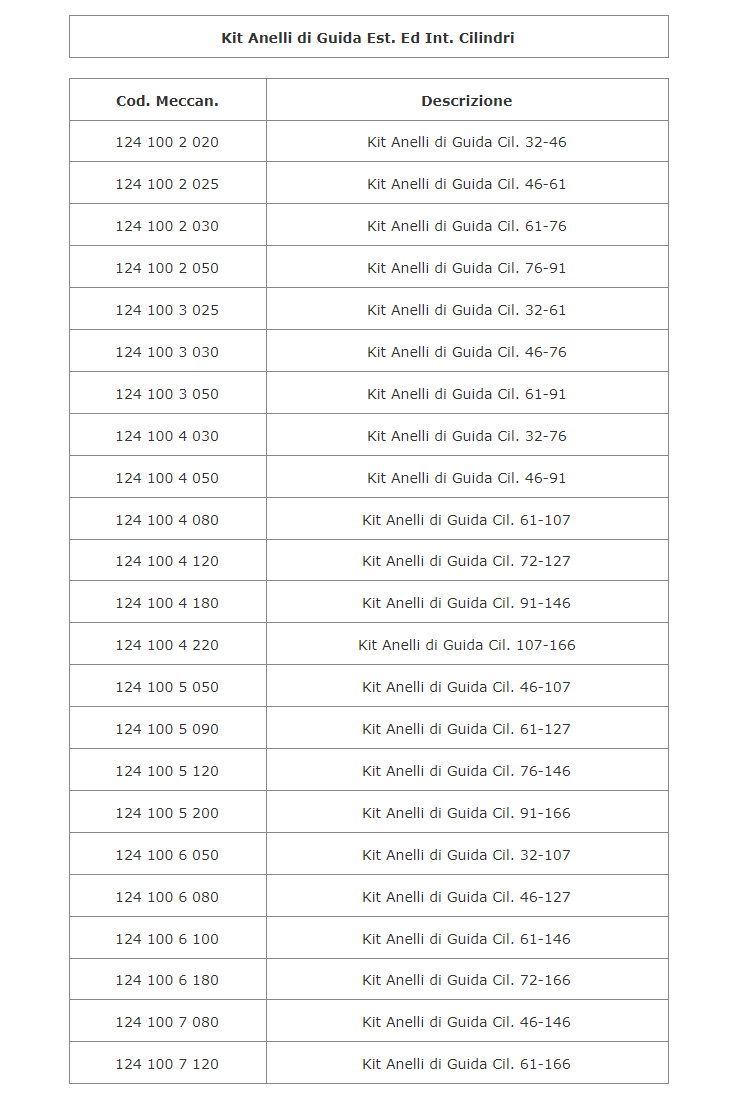 Kit Anelli di Guida Est. Ed Int. Cilindri
Cod. Meccan. Descrizione
124 100 2 020 Kit Anelli di Guida Cil. 32-46
124 100 2 025 Kit Anelli di Guida Cil. 46-61
124 100 2 030 Kit Anelli di Guida Cil. 61-76
124 100 2 050 Kit Anelli di Guida Cil. 76-91
124 100 3 025 Kit Anelli di Guida Cil. 32-61
124 100 3 030 Kit Anelli di Guida Cil. 46-76
124 100 3 050 Kit Anelli di Guida Cil. 61-91
124 100 4 030 Kit Anelli di Guida Cil. 32-76
124 100 4 050 Kit Anelli di Guida Cil. 46-91
124 100 4 080 Kit Anelli di Guida Cil. 61-107
124 100 4 120 Kit Anelli di Guida Cil. 72-127
124 100 4 180 Kit Anelli di Guida Cil. 91-146
124 100 4 220 Kit Anelli di Guida Cil. 107-166
124 100 5 050 Kit Anelli di Guida Cil. 46-107
124 100 5 090 Kit Anelli di Guida Cil. 61-127
124 100 5 120 Kit Anelli di Guida Cil. 76-146
124 100 5 200 Kit Anelli di Guida Cil. 91-166
124 100 6 050 Kit Anelli di Guida Cil. 32-107
124 100 6 080 Kit Anelli di Guida Cil. 46-127
124 100 6 100 Kit Anelli di Guida Cil. 61-146
124 100 6 180 Kit Anelli di Guida Cil. 72-166
124 100 7 080 Kit Anelli di Guida Cil. 46-146
124 100 7 120 Kit Anelli di Guida Cil. 61-166